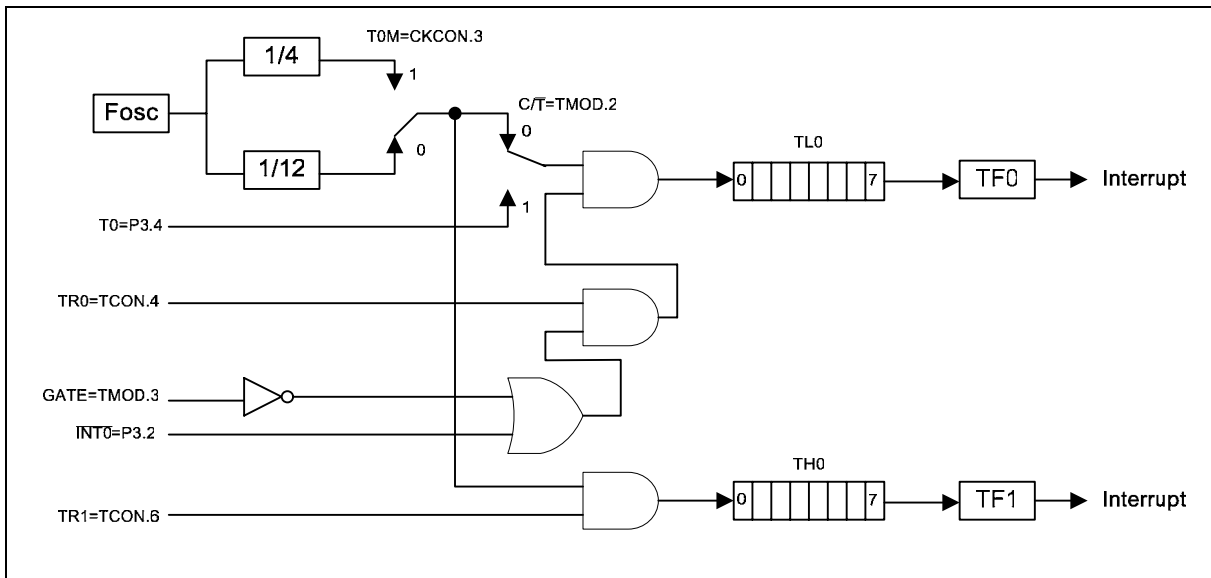 T0M=CKCON.3
1/4
1
Fosc
C/T̅=TMOD.2
0
0
1/12
TL0
0 7
TF0
Interrupt
1
T0=P3.4
TR0=TCON.4
GATE=TMOD.3
I̅N̅T̅0̅=P3.2
TH0
0 7
TF1
Interrupt
TR1=TCON.6